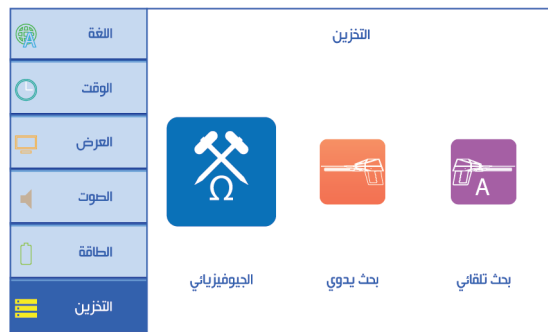 التخزين
اللغة
الوقت
العرض
الصوت
الطاقة
التخزين
Ω
A
بحث تلقائي
بحث يدوي
الجيوفيزيائي